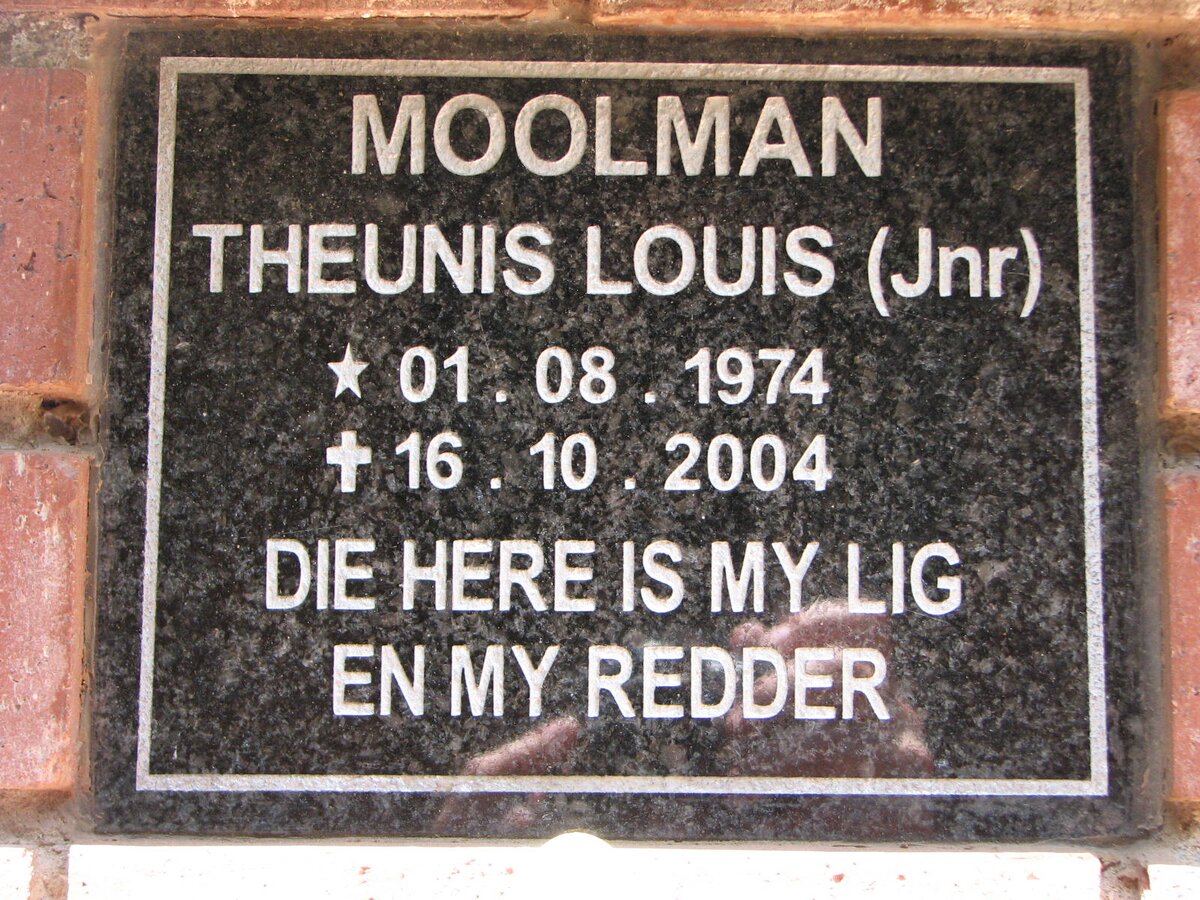 MOOLMAN
THEUNIS LOUIS (Jnr)
★ 01 . 08 . 1974
✝ 16 . 10 . 2004
DIE HERE IS MY LIG
EN MY REDDER